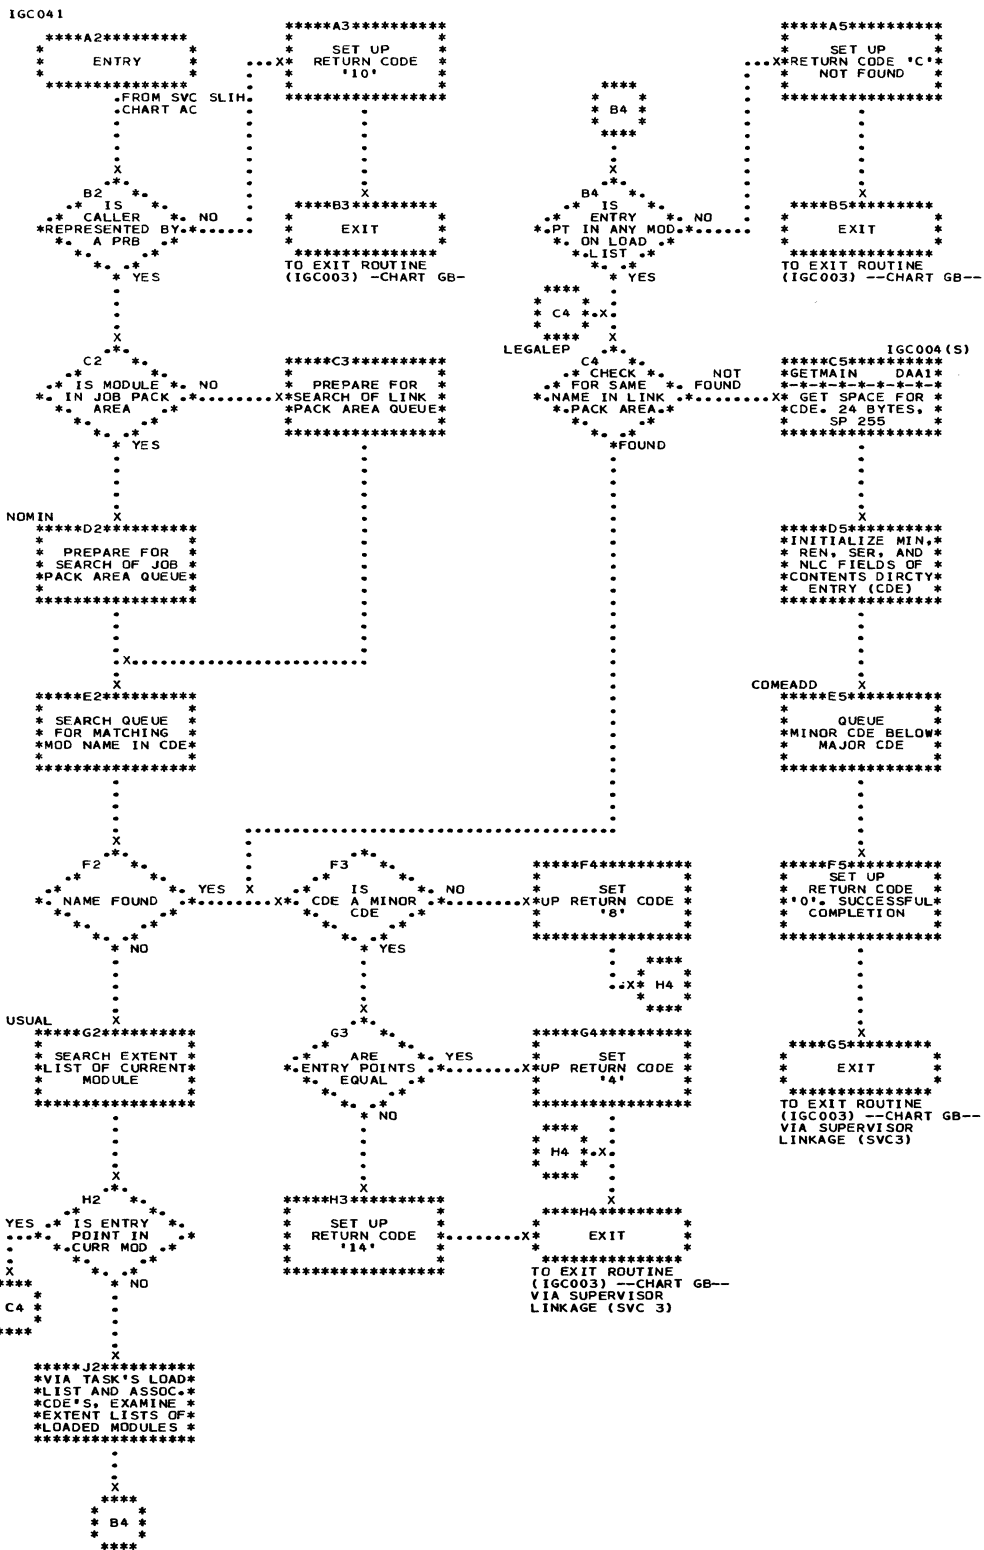 IGC041
*****A2*********
ENTRY
FROM SVC SLIH
CHART AC
B2
IS
CALLER
REPRESENTED BY
A PRB
NO
YES
C2
IS MODULE
IN JOB PACK
AREA
NO
YES
NOMIN
*****D2**********
PREPARE FOR
SEARCH OF JOB
PACK AREA QUEUE
*****E2**********
SEARCH QUEUE
FOR MATCHING
MOD NAME IN CDE
F2
NAME FOUND
YES
NO
USUAL
*****G2**********
SEARCH EXTENT
LIST OF CURRENT
MODULE
H2
YES
IS ENTRY
POINT IN
CURR MOD
NO
C4
*****J2**********
VIA TASK'S LOAD
LIST AND ASSOC.
CDE'S, EXAMINE
EXTENT LISTS OF
LOADED MODULES
B4
*****A3**********
SET UP
RETURN CODE
'10'
****B3*********
EXIT
TO EXIT ROUTINE
(IGC003) -CHART GB-
*****C3**********
PREPARE FOR
SEARCH OF LINK
PACK AREA QUEUE
F3
IS
CDE A MINOR
CDE
NO
YES
G3
ARE
ENTRY POINTS
EQUAL
YES
NO
*****H3**********
SET UP
RETURN CODE
'14'
B4
B4
IS
ENTRY
PT IN ANY MOD
ON LOAD
LIST
NO
YES
C4
LEGALEP
C4
CHECK
FOR SAME
NAME IN LINK
PACK AREA
NOT
FOUND
FOUND
*****F4**********
SET
UP RETURN CODE
'8'
H4
*****G4**********
SET
UP RETURN CODE
'4'
H4
****H4*********
EXIT
TO EXIT ROUTINE
(IGC003) --CHART GB--
VIA SUPERVISOR
LINKAGE (SVC 3)
*****A5**********
SET UP
RETURN CODE 'C'
NOT FOUND
****B5*********
EXIT
TO EXIT ROUTINE
(IGC003) --CHART GB--
IGC004(S)
*****C5**********
GETMAIN DAA1
*-*-*-*-*-*-*-*-*
GET SPACE FOR
CDE. 24 BYTES,
SP 255
*****D5**********
INITIALIZE MIN,
REN, SER, AND
NLC FIELDS OF
CONTENTS DIRCTY
ENTRY (CDE)
COMEADD
*****E5**********
QUEUE
MINOR CDE BELOW
MAJOR CDE
*****F5**********
SET UP
RETURN CODE
'0'. SUCCESSFUL
COMPLETION
****G5*********
EXIT
TO EXIT ROUTINE
(IGC003) --CHART GB--
VIA SUPERVISOR
LINKAGE (SVC3)